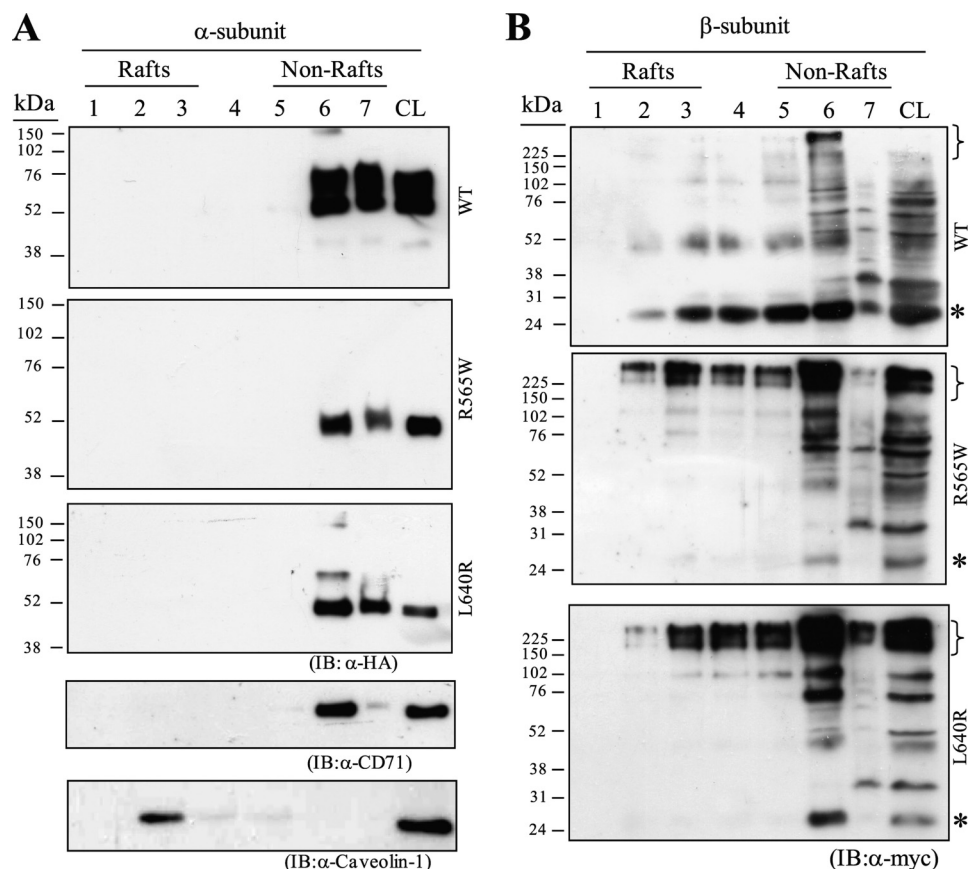 A
α-subunit
Rafts Non-Rafts
kDa 1 2 3 4 5 6 7 CL
150
102
76
52
38
WT
150
102
76
52
38
R565W
150
102
76
52
38
L640R
(IB: α-HA)
(IB:α-CD71)
(IB:α-Caveolin-1)
B
β-subunit
Rafts Non-Rafts
kDa 1 2 3 4 5 6 7 CL
225
150
102
76
52
38
31
24
WT
*
225
150
102
76
52
38
31
24
R565W
*
225
150
102
76
52
38
31
24
L640R
*
(IB:α-myc)